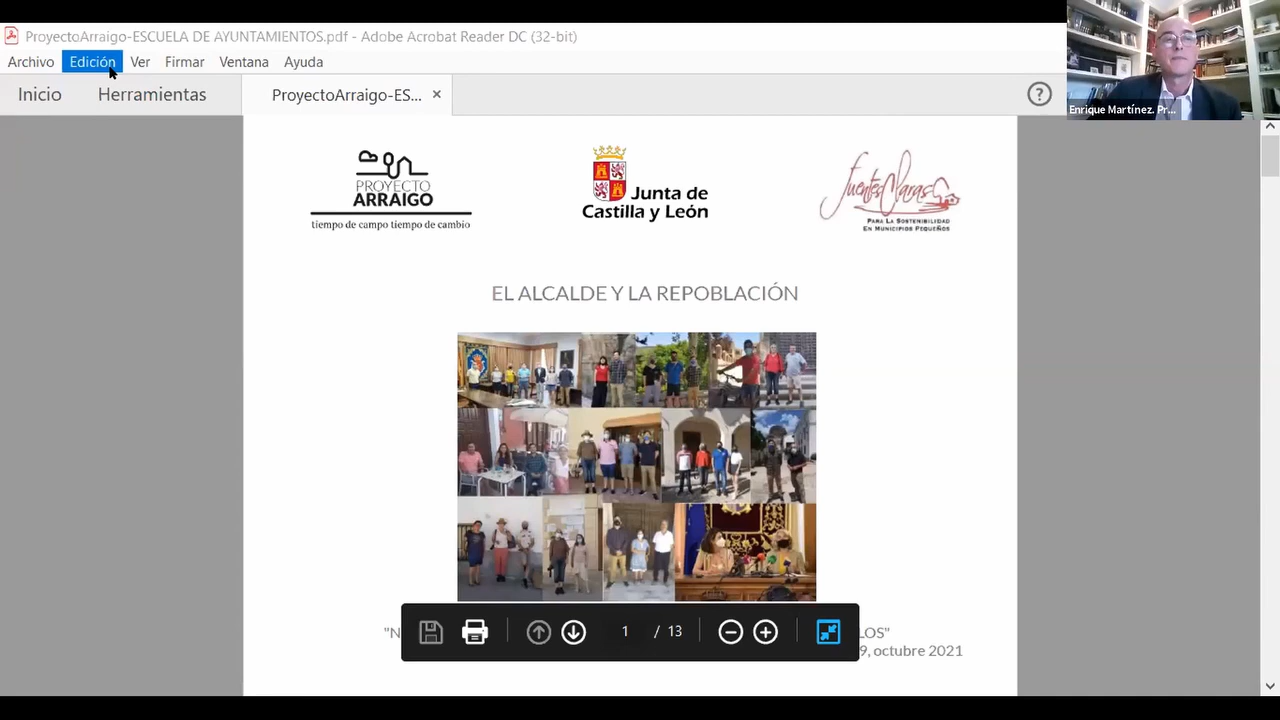 ProyectoArraigo-ESCUELA DE AYUNTAMIENTOS.pdf - Adobe Acrobat Reader DC (32-bit)
Archivo Edición Ver Firmar Ventana Ayuda
Inicio Herramientas ProyectoArraigo-ES... × ?
Enrique Martínez. Pr...
PROYECTO
ARRAIGO
tiempo de campo tiempo de cambio
Junta de
Castilla y León
FuentesClaras
PARA LA SOSTENIBILIDAD
EN MUNICIPIOS PEQUEÑOS
EL ALCALDE Y LA REPOBLACIÓN
"N LOS"
9, octubre 2021
1 / 13